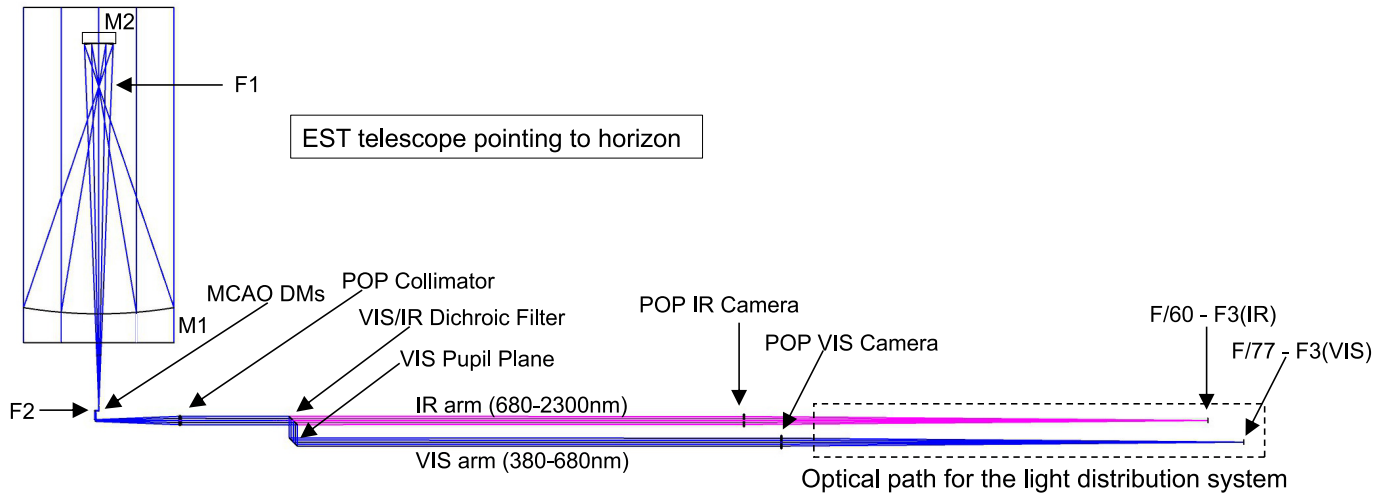 M2
F1
EST telescope pointing to horizon
M1
MCAO DMs
POP Collimator
VIS/IR Dichroic Filter
VIS Pupil Plane
POP IR Camera
POP VIS Camera
F/60 - F3(IR)
F/77 - F3(VIS)
F2
IR arm (680-2300nm)
VIS arm (380-680nm)
Optical path for the light distribution system